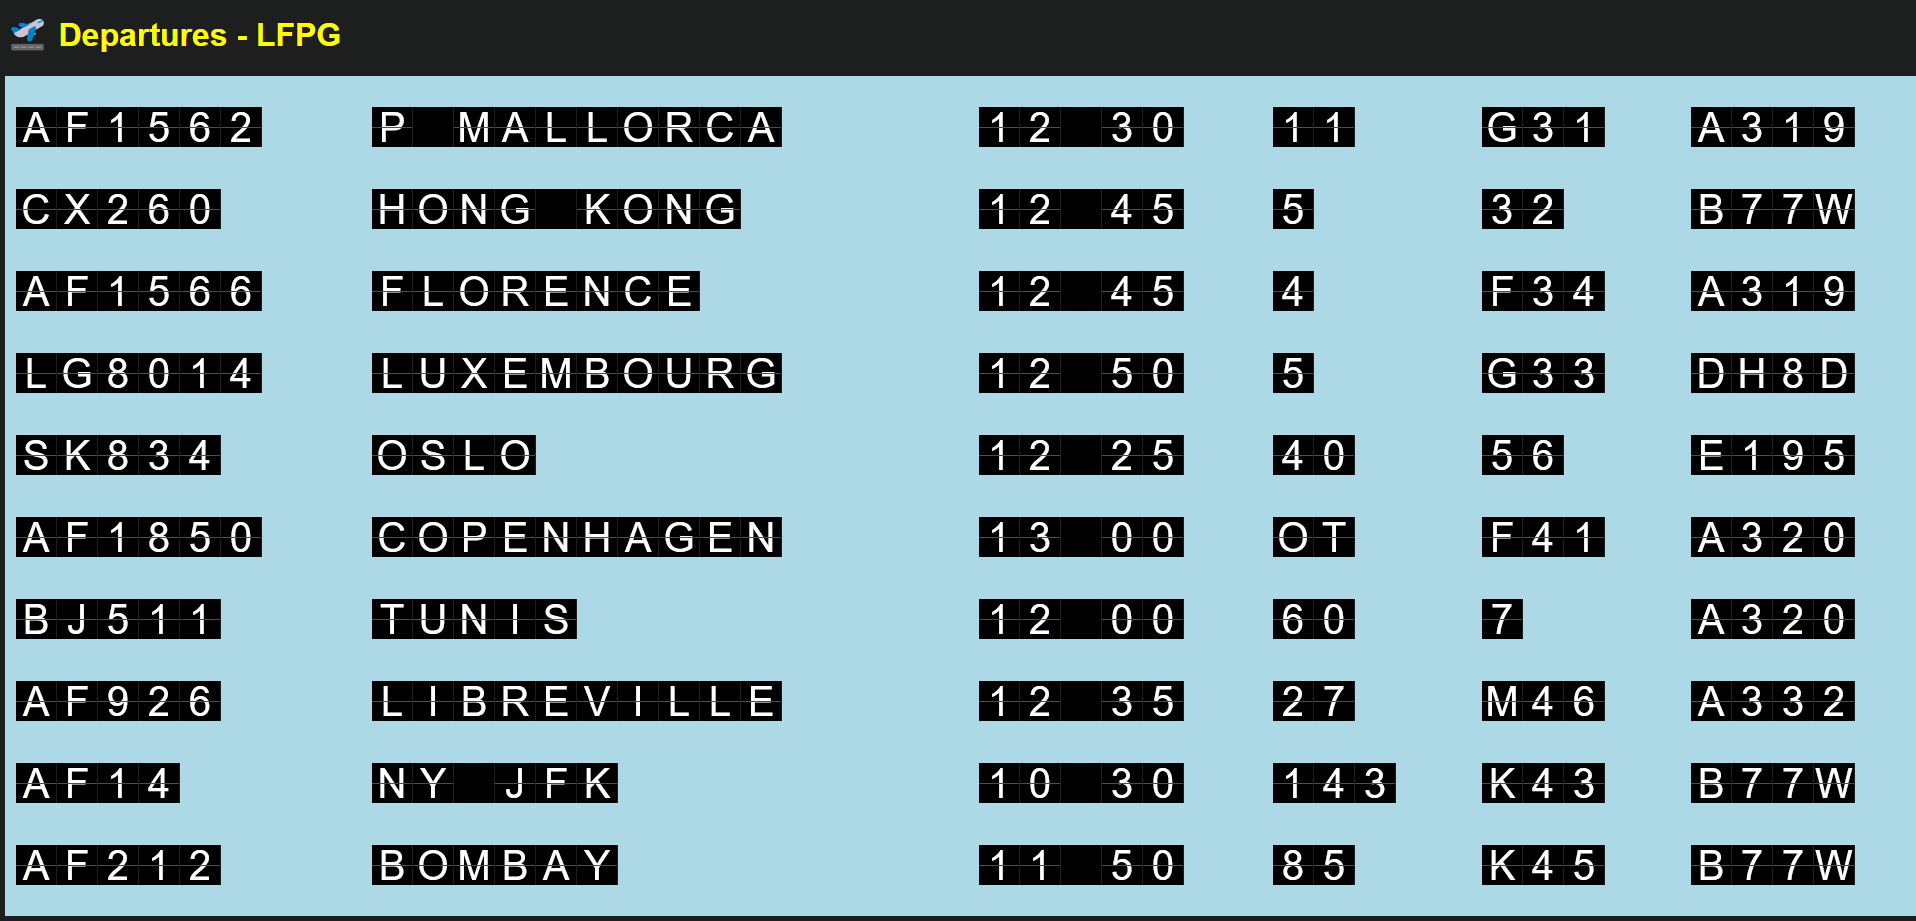 Departures - LFPG
AF1562 P MALLORCA 12 30 11 G31 A319
CX260 HONG KONG 12 45 5 32 B77W
AF1566 FLORENCE 12 45 4 F34 A319
LG8014 LUXEMBOURG 12 50 5 G33 DH8D
SK834 OSLO 12 25 40 56 E195
AF1850 COPENHAGEN 13 00 OT F41 A320
BJ511 TUNIS 12 00 60 7 A320
AF926 LIBREVILLE 12 35 27 M46 A332
AF14 NY JFK 10 30 143 K43 B77W
AF212 BOMBAY 11 50 85 K45 B77W